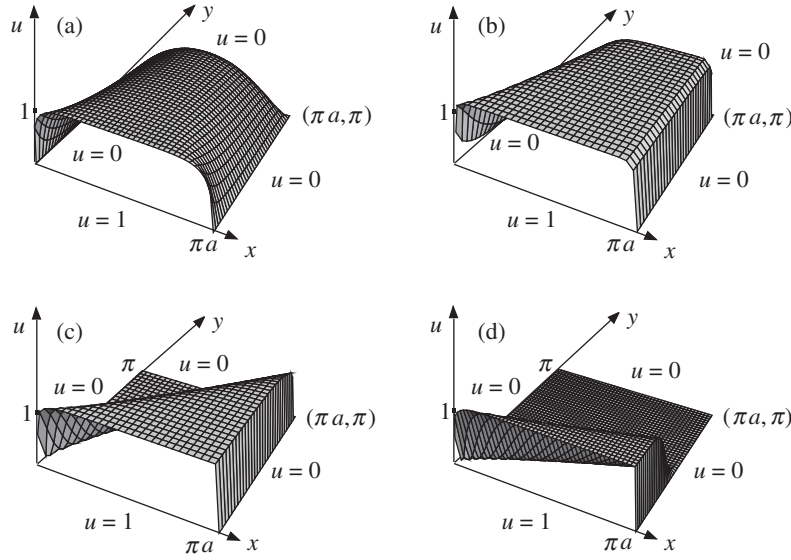 u (a) y u = 0
1 (πa,π)
u = 0
u = 0
u = 1
πa x
u (b) y
u = 0
1 (πa,π)
u = 0
u = 0
u = 1
πa x
u (c) y
π u = 0
u = 0
1 (πa,π)
u = 0
u = 1
πa x
u (d) y
π
u = 0
u = 0
1 (πa,π)
u = 0
u = 1
πa x